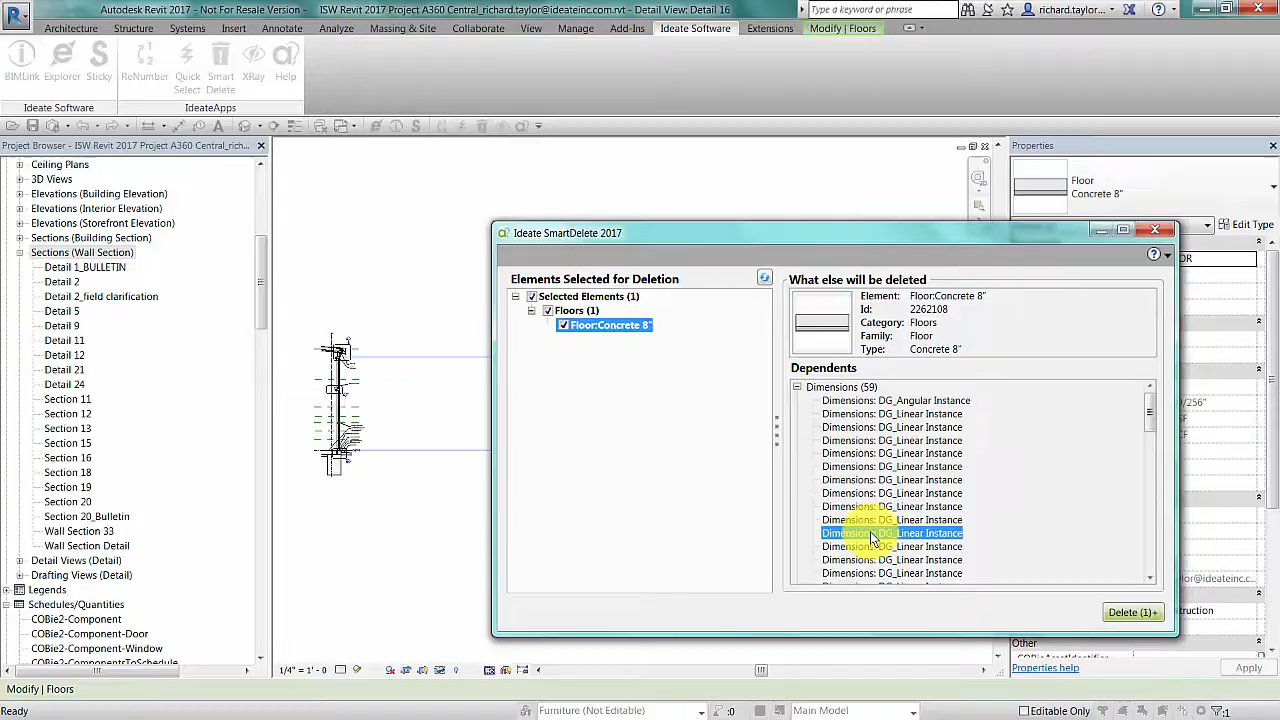 Autodesk Revit 2017 - Not For Resale Version - ISW Revit 2017 Project A360 Central_richard.taylor@ideateinc.com.rvt - Detail View: Detail 16
Type a keyword or phrase
richard.taylor...
Architecture Structure Systems Insert Annotate Analyze Massing & Site Collaborate View Manage Add-Ins Ideate Software Extensions Modify | Floors
BIMLink Explorer Sticky ReNumber Quick Select Smart Delete XRay Help
Ideate Software IdeateApps
Project Browser - ISW Revit 2017 Project A360 Central_rich...
Ceiling Plans
3D Views
Elevations (Building Elevation)
Elevations (Interior Elevation)
Elevations (Storefront Elevation)
Sections (Building Section)
Sections (Wall Section)
Detail 1_BULLETIN
Detail 2
Detail 2_field clarification
Detail 5
Detail 9
Detail 11
Detail 12
Detail 21
Detail 24
Section 11
Section 12
Section 13
Section 15
Section 16
Section 18
Section 19
Section 20
Section 20_Bulletin
Wall Section 33
Wall Section Detail
Detail Views (Detail)
Drafting Views (Detail)
Legends
Schedules/Quantities
COBie2-Component
COBie2-Component-Door
COBie2-Component-Window
COBie2-ComponentsToSchedule
1/4" = 1'-0"
Ideate SmartDelete 2017
Elements Selected for Deletion
Selected Elements (1)
Floors (1)
Floor:Concrete 8"
What else will be deleted
Element: Floor:Concrete 8"
Id: 2262108
Category: Floors
Family: Floor
Type: Concrete 8"
Dependents
Dimensions (59)
Dimensions: DG_Angular Instance
Dimensions: DG_Linear Instance
Dimensions: DG_Linear Instance
Dimensions: DG_Linear Instance
Dimensions: DG_Linear Instance
Dimensions: DG_Linear Instance
Dimensions: DG_Linear Instance
Dimensions: DG_Linear Instance
Dimensions: DG_Linear Instance
Dimensions: DG_Linear Instance
Dimensions: DG_Linear Instance
Dimensions: DG_Linear Instance
Dimensions: DG_Linear Instance
Dimensions: DG_Linear Instance
Delete (1)+
Properties
Floor
Concrete 8"
Edit Type
Other
Properties help
Apply
Modify | Floors
Ready
Furniture (Not Editable)
:0
Main Model
Editable Only
:1